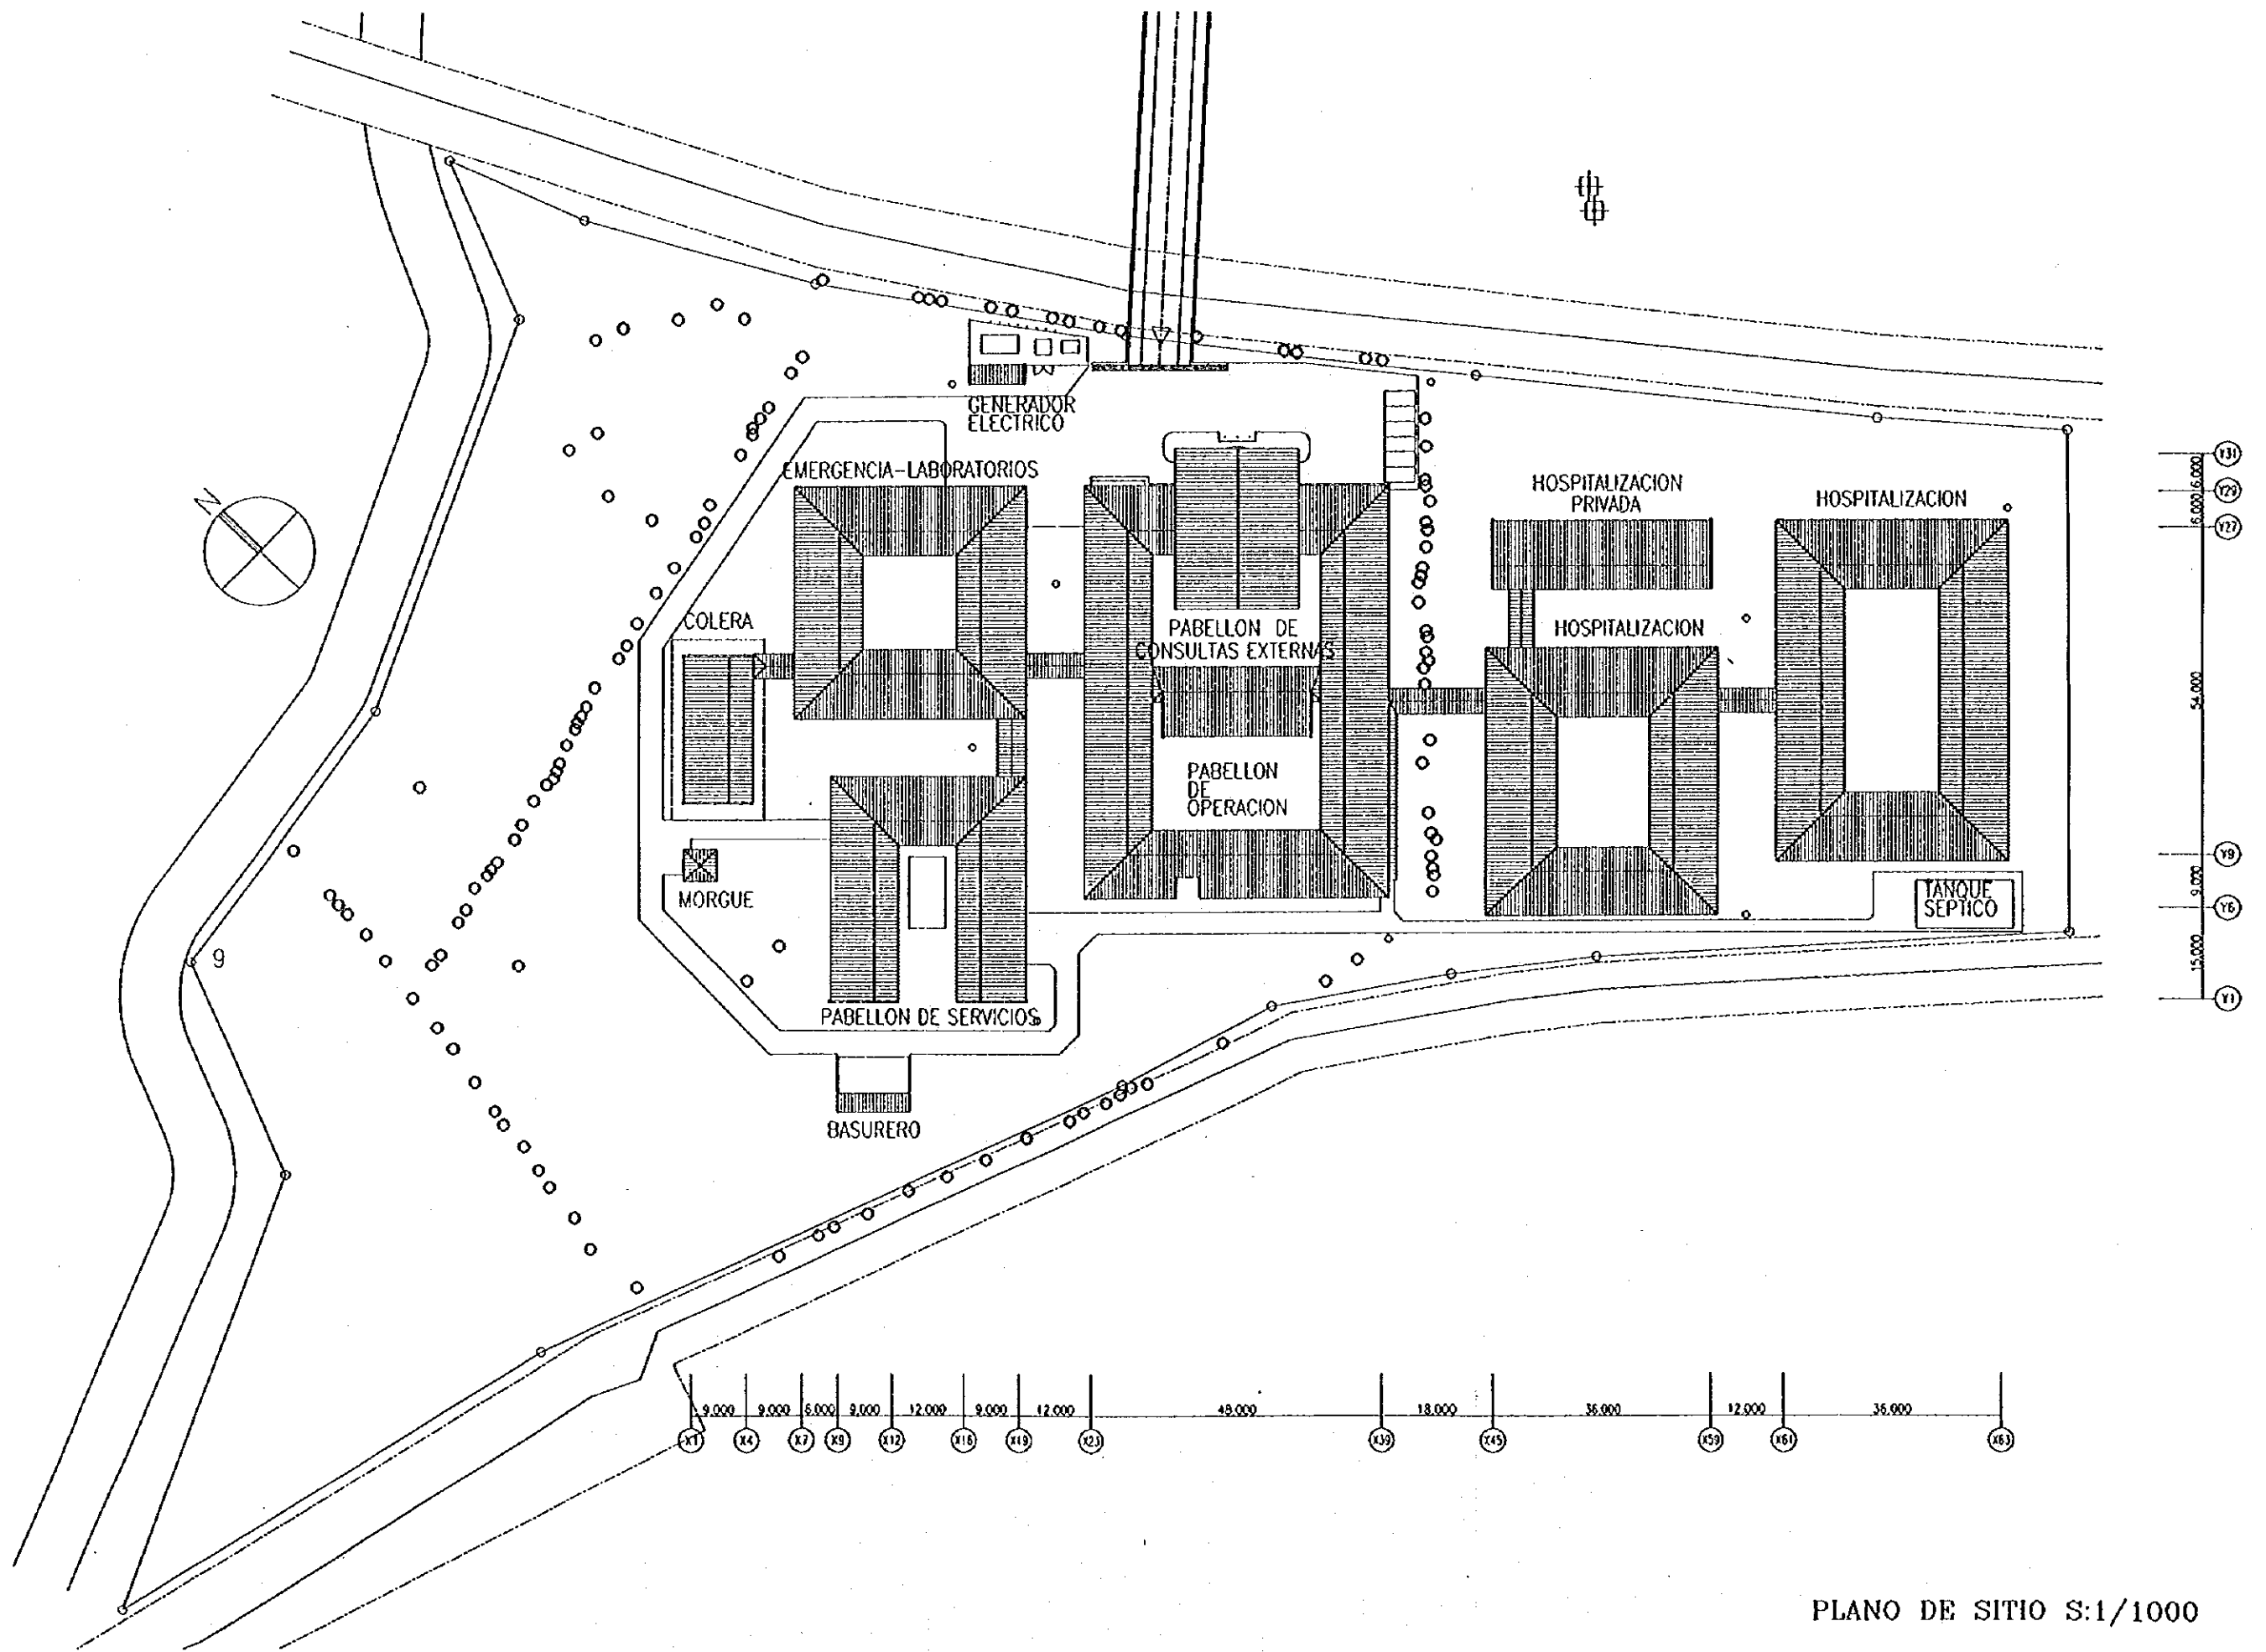 N
GENERADOR
ELECTRICO
EMERGENCIA-LABORATORIOS
HOSPITALIZACION
PRIVADA
HOSPITALIZACION
COLERA
PABELLON DE
CONSULTAS EXTERNAS
HOSPITALIZACION
PABELLON
DE
OPERACION
MORGUE
TANQUE
SEPTICO
9
PABELLON DE SERVICIOS
BASURERO
Y31
6.000
Y29
6.000
Y27
54.000
Y9
9.000
Y6
15.000
Y1
9.000 9.000 6.000 9.000 12.000 9.000 12.000 48.000 18.000 36.000 12.000 36.000
X1 X4 X7 X9 X12 X16 X19 X23 X39 X45 X59 X61 X63
PLANO DE SITIO S:1/1000